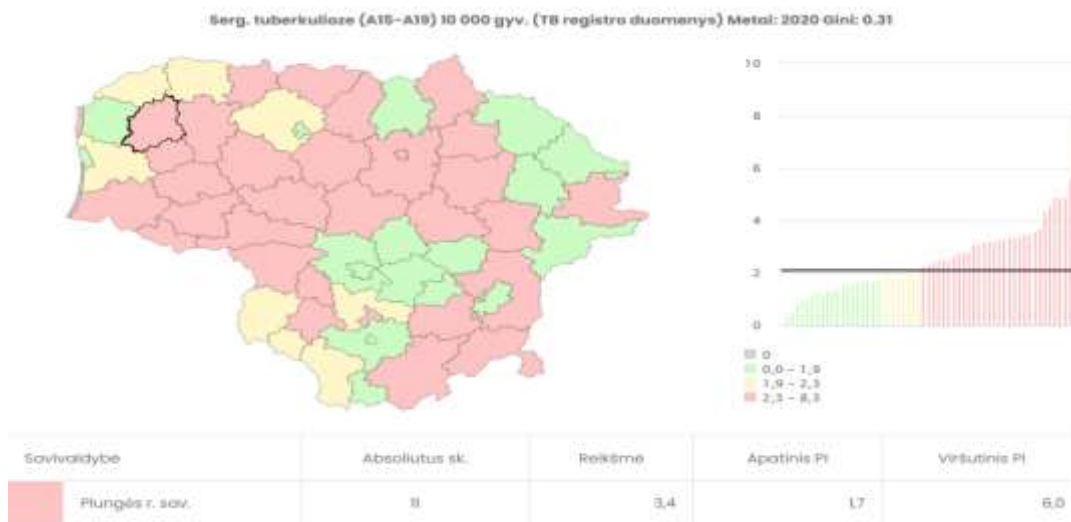 Serg. tuberkulioze (A15-A19) 10 000 gyv. (TB registro duomenys) Metai: 2020 Gini: 0.31
10
8
6
4
2
0
0
0,0 – 1,9
1,9 – 2,3
2,3 – 8,3
Savivaldybė Absoliutus sk. Reikšmė Apatinis PI Viršutinis PI
Plungės r. sav. 11 3,4 1,7 6,0